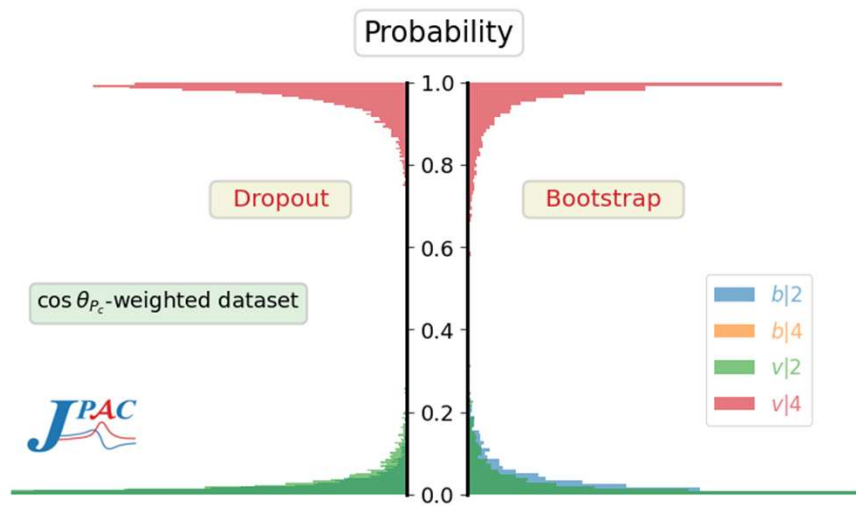 Probability
1.0
0.8
Dropout
Bootstrap
0.6
cos θ_{P_c}-weighted dataset
b|2
b|4
v|2
v|4
0.4
JPAC
0.2
0.0